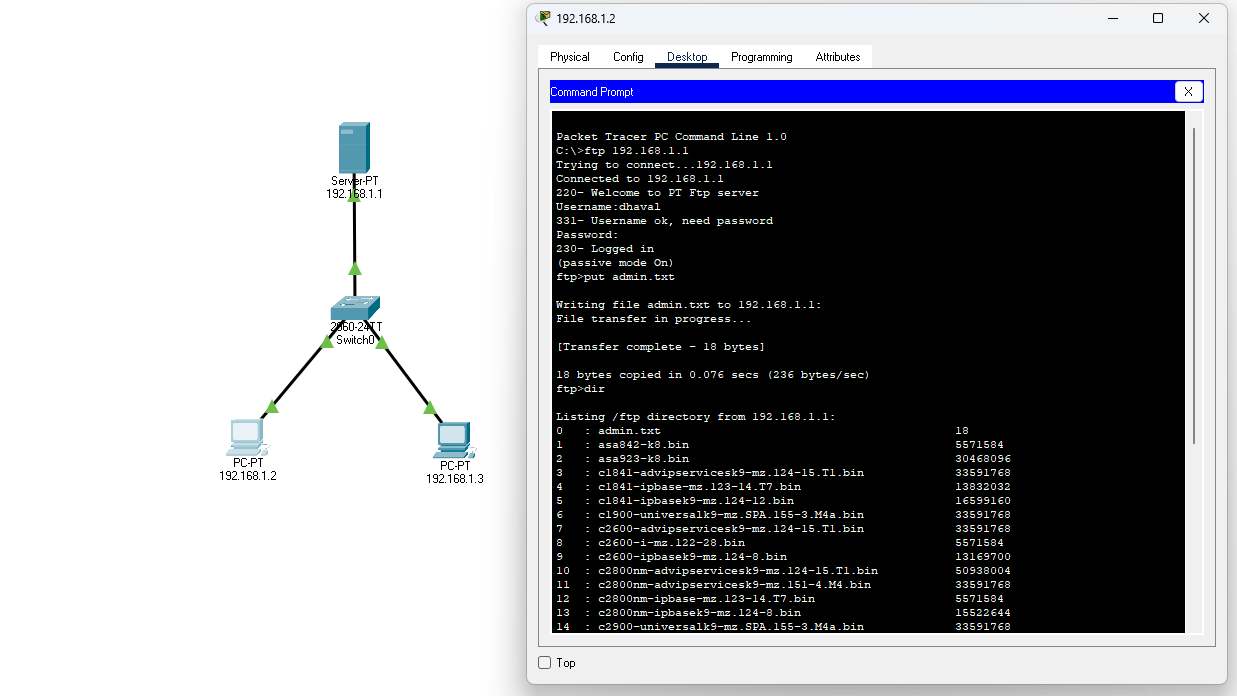 Server-PT
192.168.1.1
2960-24TT
Switch0
PC-PT
192.168.1.2
PC-PT
192.168.1.3
192.168.1.2
Physical Config Desktop Programming Attributes
Command Prompt X
Packet Tracer PC Command Line 1.0
C:\>ftp 192.168.1.1
Trying to connect...192.168.1.1
Connected to 192.168.1.1
220- Welcome to PT Ftp server
Username:dhaval
331- Username ok, need password
Password:
230- Logged in
(passive mode On)
ftp>put admin.txt
Writing file admin.txt to 192.168.1.1:
File transfer in progress...
[Transfer complete - 18 bytes]
18 bytes copied in 0.076 secs (236 bytes/sec)
ftp>dir
Listing /ftp directory from 192.168.1.1:
0 : admin.txt 18
1 : asa842-k8.bin 5571584
2 : asa923-k8.bin 30468096
3 : c1841-advipservicesk9-mz.124-15.T1.bin 33591768
4 : c1841-ipbase-mz.123-14.T7.bin 13832032
5 : c1841-ipbasek9-mz.124-12.bin 16599160
6 : c1900-universalk9-mz.SPA.155-3.M4a.bin 33591768
7 : c2600-advipservicesk9-mz.124-15.T1.bin 33591768
8 : c2600-i-mz.122-28.bin 5571584
9 : c2600-ipbasek9-mz.124-8.bin 13169700
10 : c2800nm-advipservicesk9-mz.124-15.T1.bin 50938004
11 : c2800nm-advipservicesk9-mz.151-4.M4.bin 33591768
12 : c2800nm-ipbase-mz.123-14.T7.bin 5571584
13 : c2800nm-ipbasek9-mz.124-8.bin 15522644
14 : c2900-universalk9-mz.SPA.155-3.M4a.bin 33591768
Top